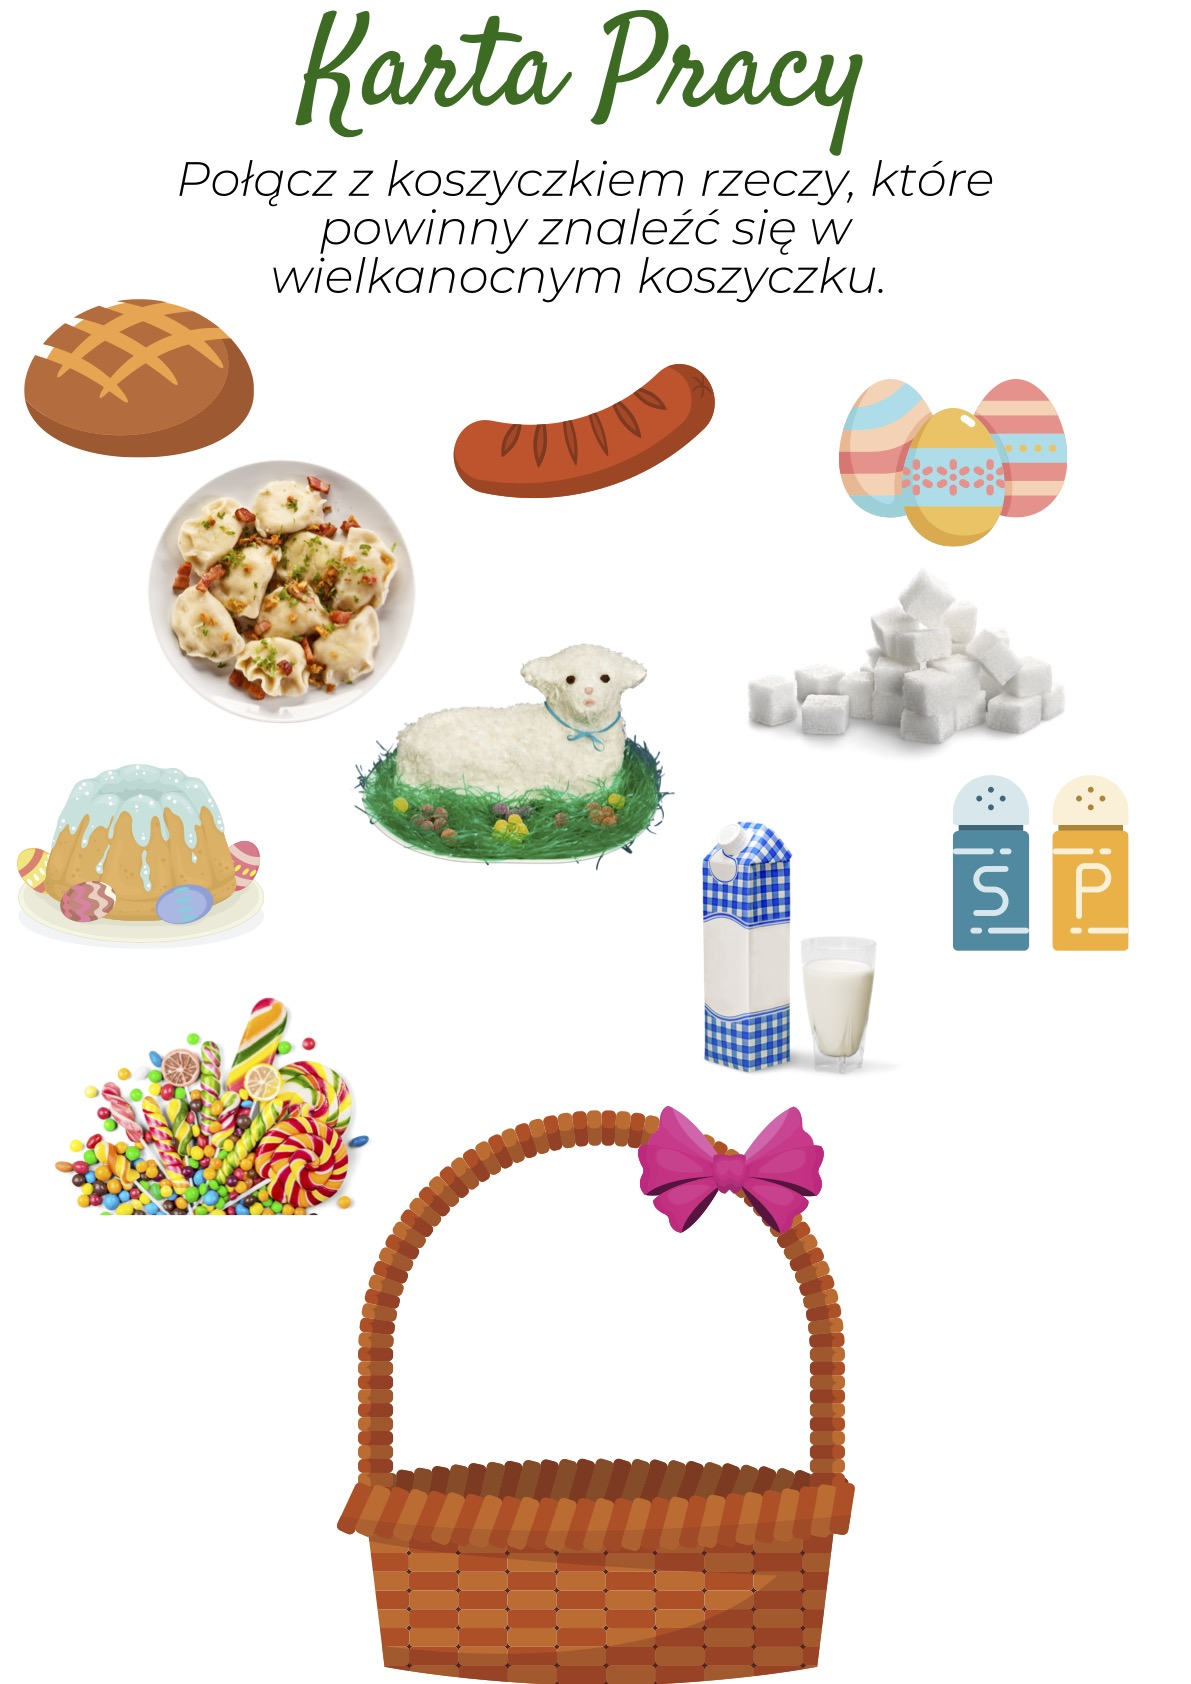 Karta Pracy
Połącz z koszyczkiem rzeczy, które
powinny znaleźć się w
wielkanocnym koszyczku.
S P